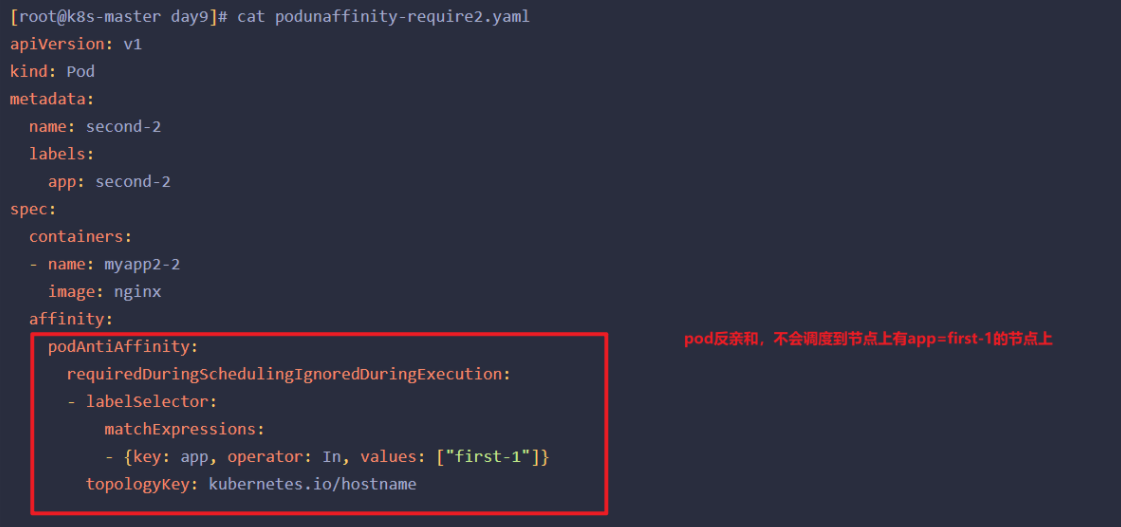 [root@k8s-master day9]# cat podunaffinity-require2.yaml
apiVersion: v1
kind: Pod
metadata:
  name: second-2
  labels:
    app: second-2
spec:
  containers:
  - name: myapp2-2
    image: nginx
  affinity:
    podAntiAffinity:
pod反亲和，不会调度到节点上有app=first-1的节点上
      requiredDuringSchedulingIgnoredDuringExecution:
      - labelSelector:
          matchExpressions:
          - {key: app, operator: In, values: ["first-1"]}
        topologyKey: kubernetes.io/hostname